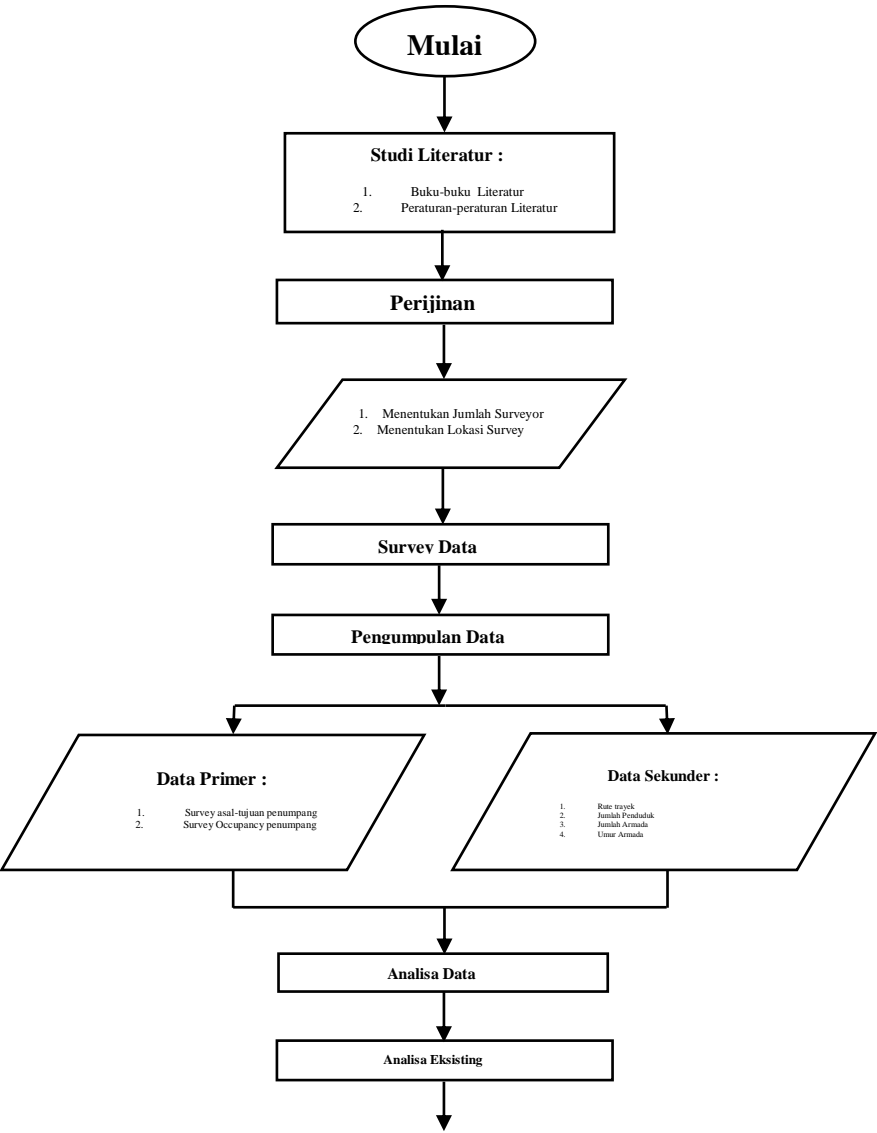 Mulai
Studi Literatur :
1. Buku-buku Literatur
2. Peraturan-peraturan Literatur
Perijinan
1. Menentukan Jumlah Surveyor
2. Menentukan Lokasi Survey
Survey Data
Pengumpulan Data
Data Primer :
1. Survey asal-tujuan penumpang
2. Survey Occupancy penumpang
Data Sekunder :
1. Rute trayek
2. Jumlah Penduduk
3. Jumlah Armada
4. Umur Armada
Analisa Data
Analisa Eksisting